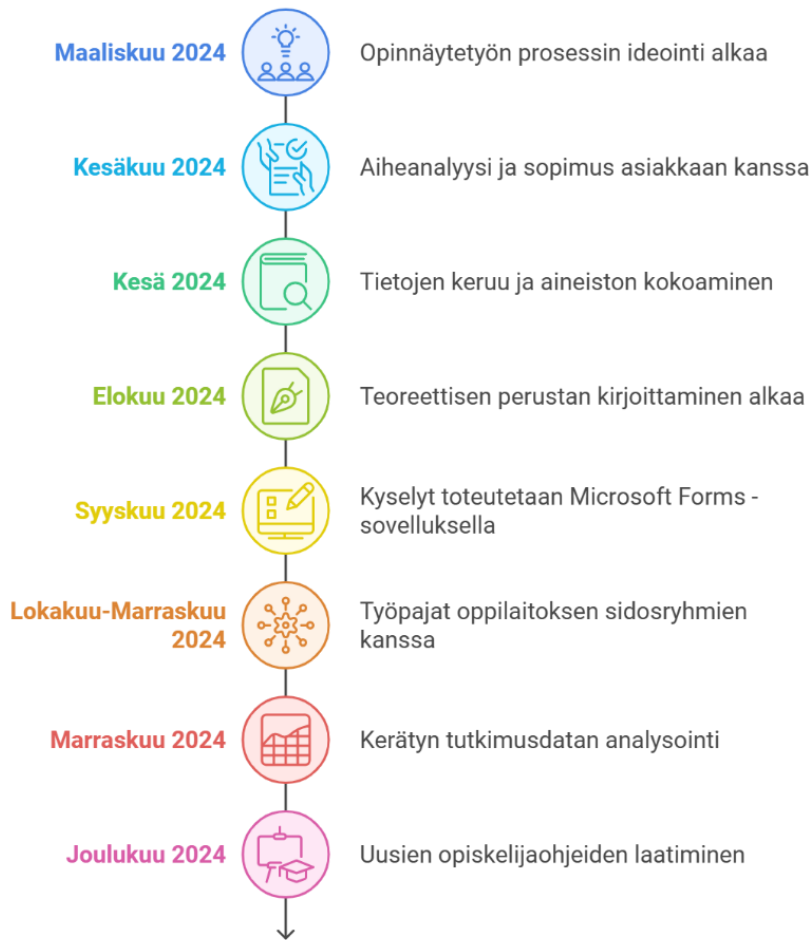 Maaliskuu 2024
Opinnäytetyön prosessin ideointi alkaa
Kesäkuu 2024
Aiheanalyysi ja sopimus asiakkaan kanssa
Kesä 2024
Tietojen keruu ja aineiston kokoaminen
Elokuu 2024
Teoreettisen perustan kirjoittaminen alkaa
Syyskuu 2024
Kyselyt toteutetaan Microsoft Forms -
sovelluksella
Lokakuu-Marraskuu
2024
Työpajat oppilaitoksen sidosryhmien
kanssa
Marraskuu 2024
Kerätyn tutkimusdatan analysointi
Joulukuu 2024
Uusien opiskelijaohjeiden laatiminen